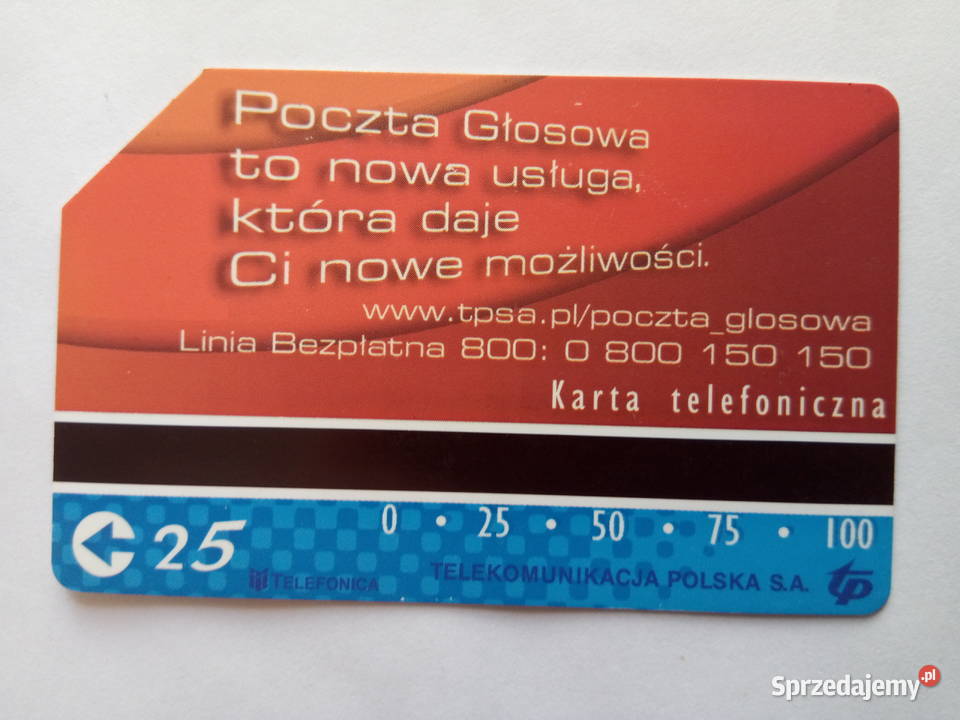 Poczta Głosowa
to nowa usługa,
która daje
Ci nowe możliwości.
www.tpsa.pl/poczta_glosowa
Linia Bezpłatna 800: 0 800 150 150
Karta telefoniczna
0 • 25 • 50 • 75 • 100
25
TELEFONICA
TELEKOMUNIKACJA POLSKA S.A. tp
Sprzedajemy.pl